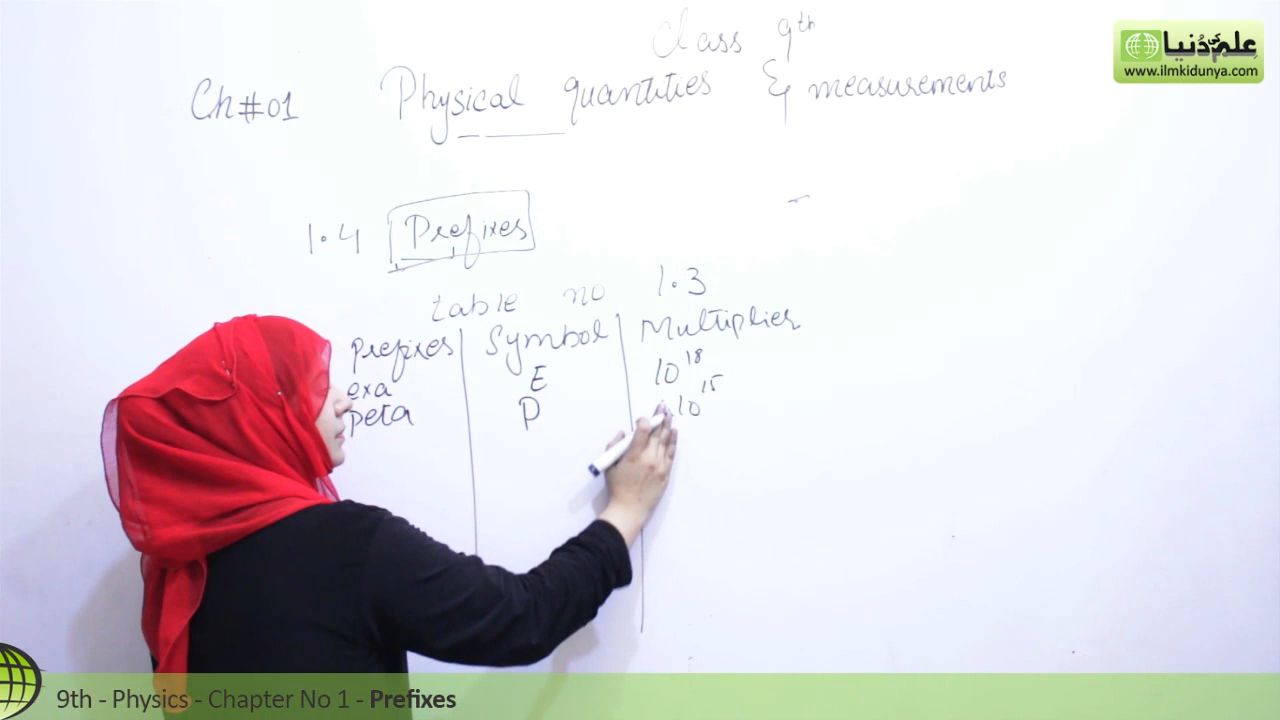 Class 9th
علم کی دُنیا
www.ilmkidunya.com
Ch#01 Physical quantities & measurements
1.4 Prefixes
table no 1.3
Prefixes Symbol Multiplier
exa E 10^18
peta P 10^15
9th - Physics - Chapter No 1 - Prefixes